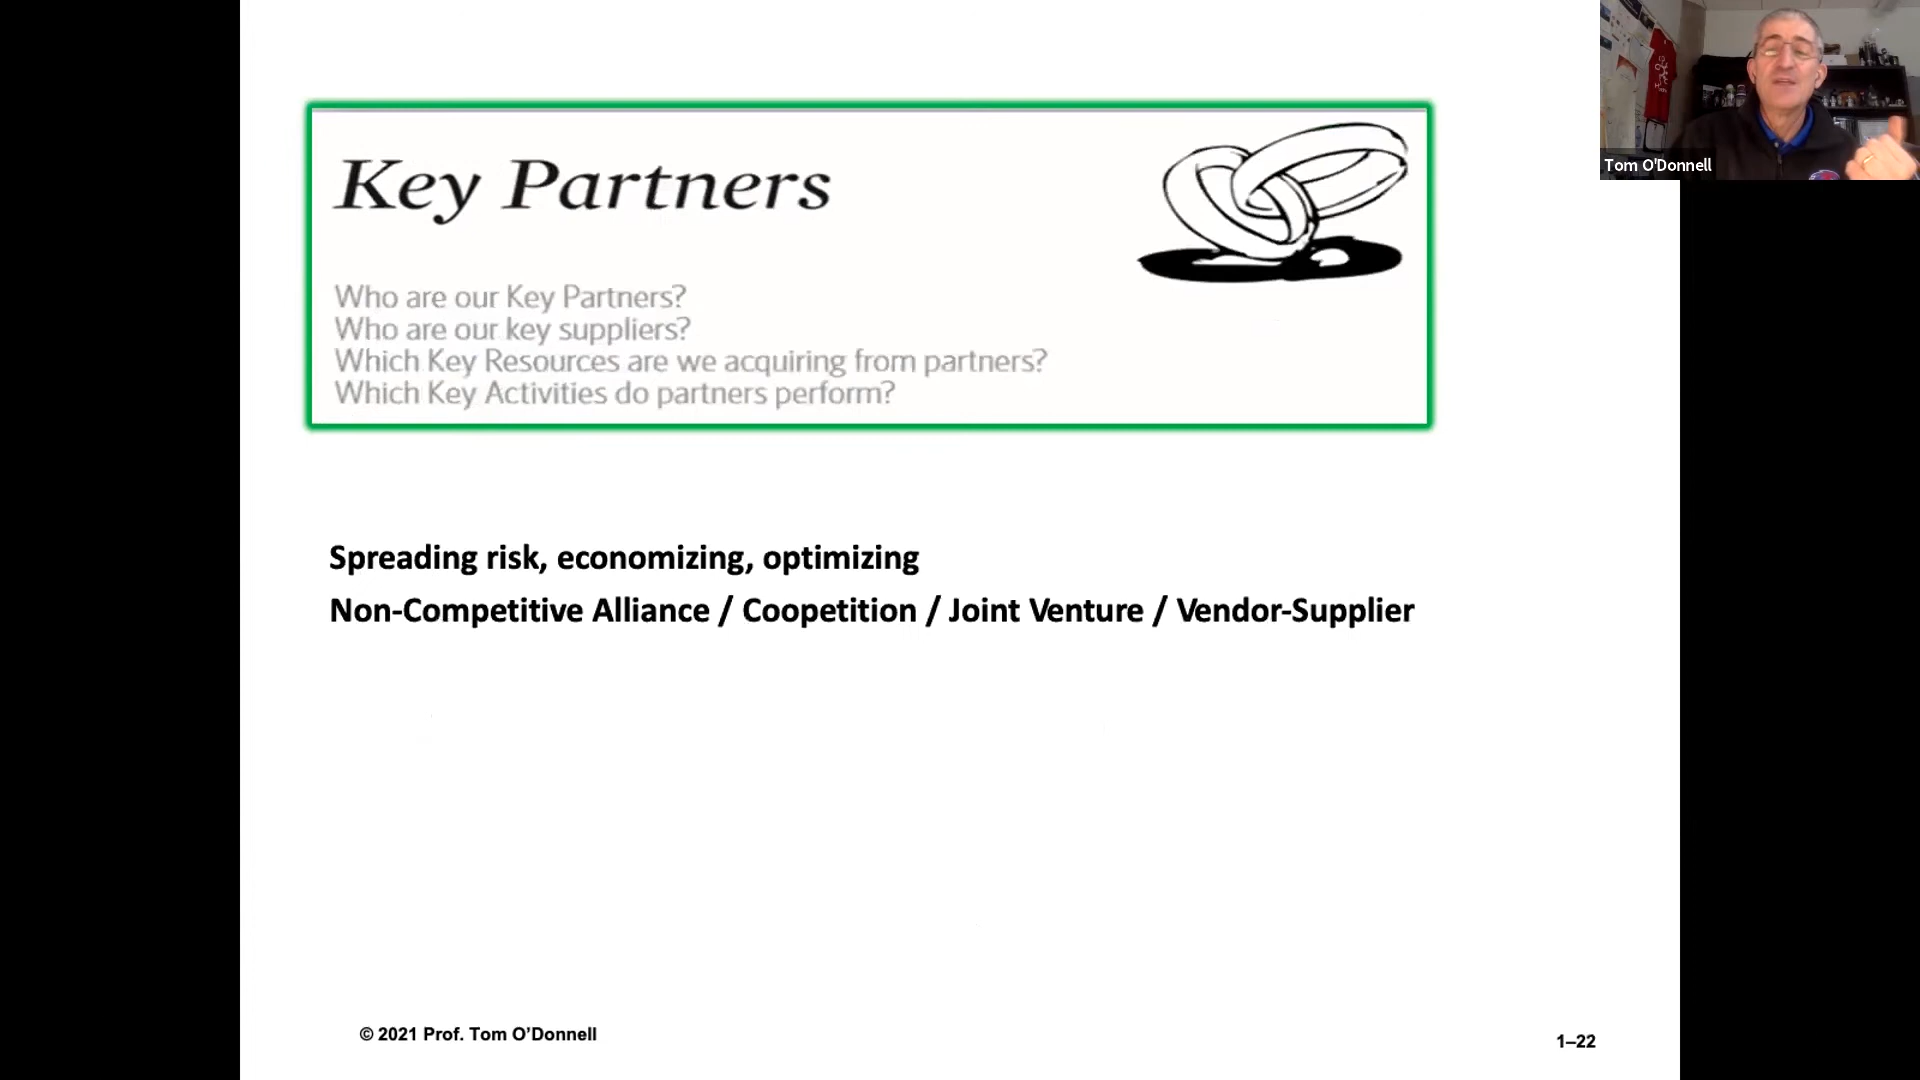 Key Partners
Who are our Key Partners?
Who are our key suppliers?
Which Key Resources are we acquiring from partners?
Which Key Activities do partners perform?
Spreading risk, economizing, optimizing
Non-Competitive Alliance / Coopetition / Joint Venture / Vendor-Supplier
© 2021 Prof. Tom O’Donnell
1–22
Tom O'Donnell